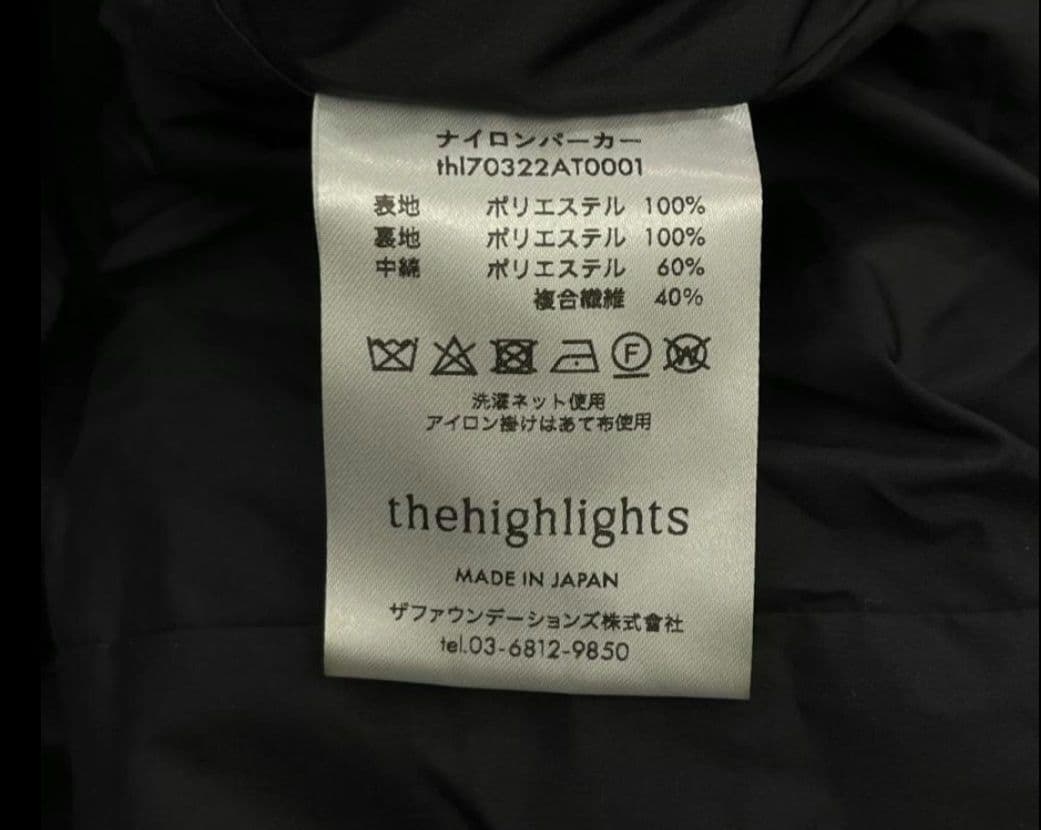 ナイロンパーカー
thl70322AT0001
表地 ポリエステル 100%
裏地 ポリエステル 100%
中綿 ポリエステル 60%
複合繊維 40%
F W
洗濯ネット使用
アイロン掛けはあて布使用
thehighlights
MADE IN JAPAN
ザファウンデーションズ株式會社
tel.03-6812-9850